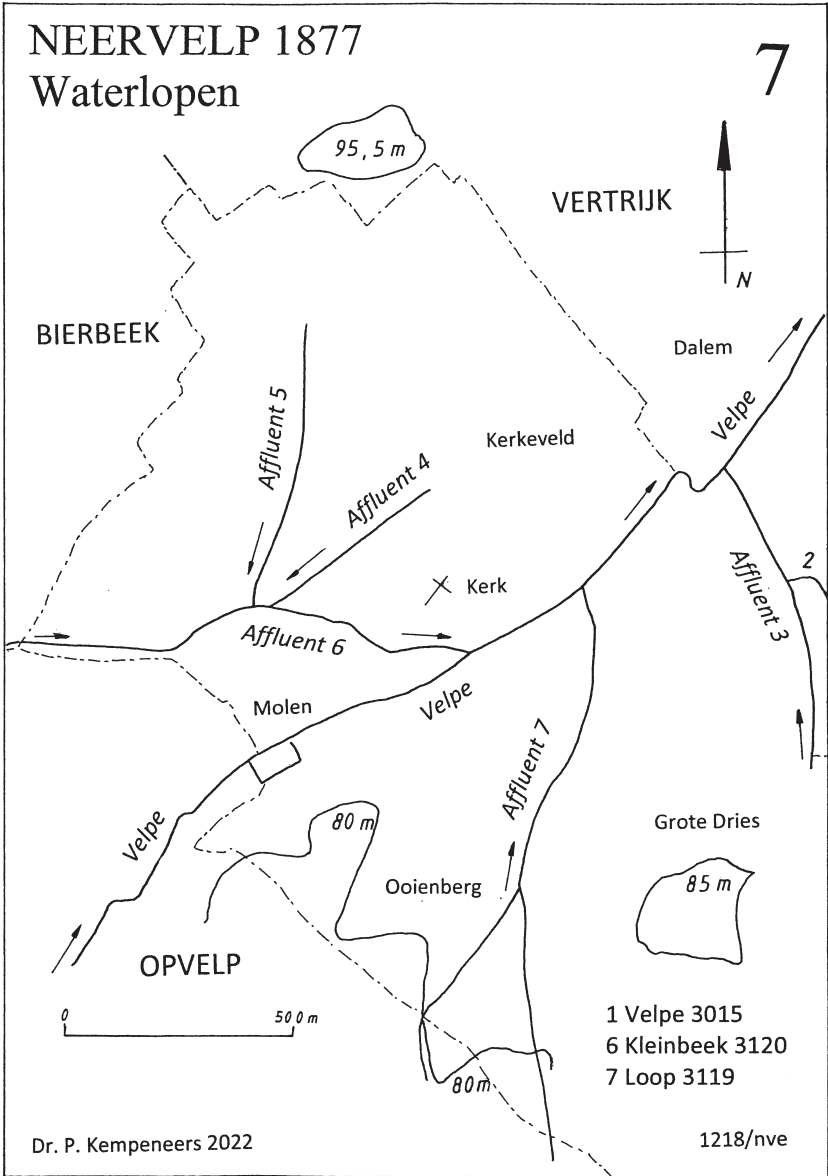 NEERVELP 1877
Waterlopen
7
95,5 m
VERTRIJK
N
BIERBEEK
Dalem
Velpe
Affluent 5
Kerkeveld
Affluent 4
2
Affluent 3
Kerk
Affluent 6
Molen
Velpe
Affluent 7
Velpe
80 m
Grote Dries
85 m
Ooienberg
OPVELP
0 500 m
1 Velpe 3015
6 Kleinbeek 3120
7 Loop 3119
80 m
Dr. P. Kempeneers 2022
1218/nve